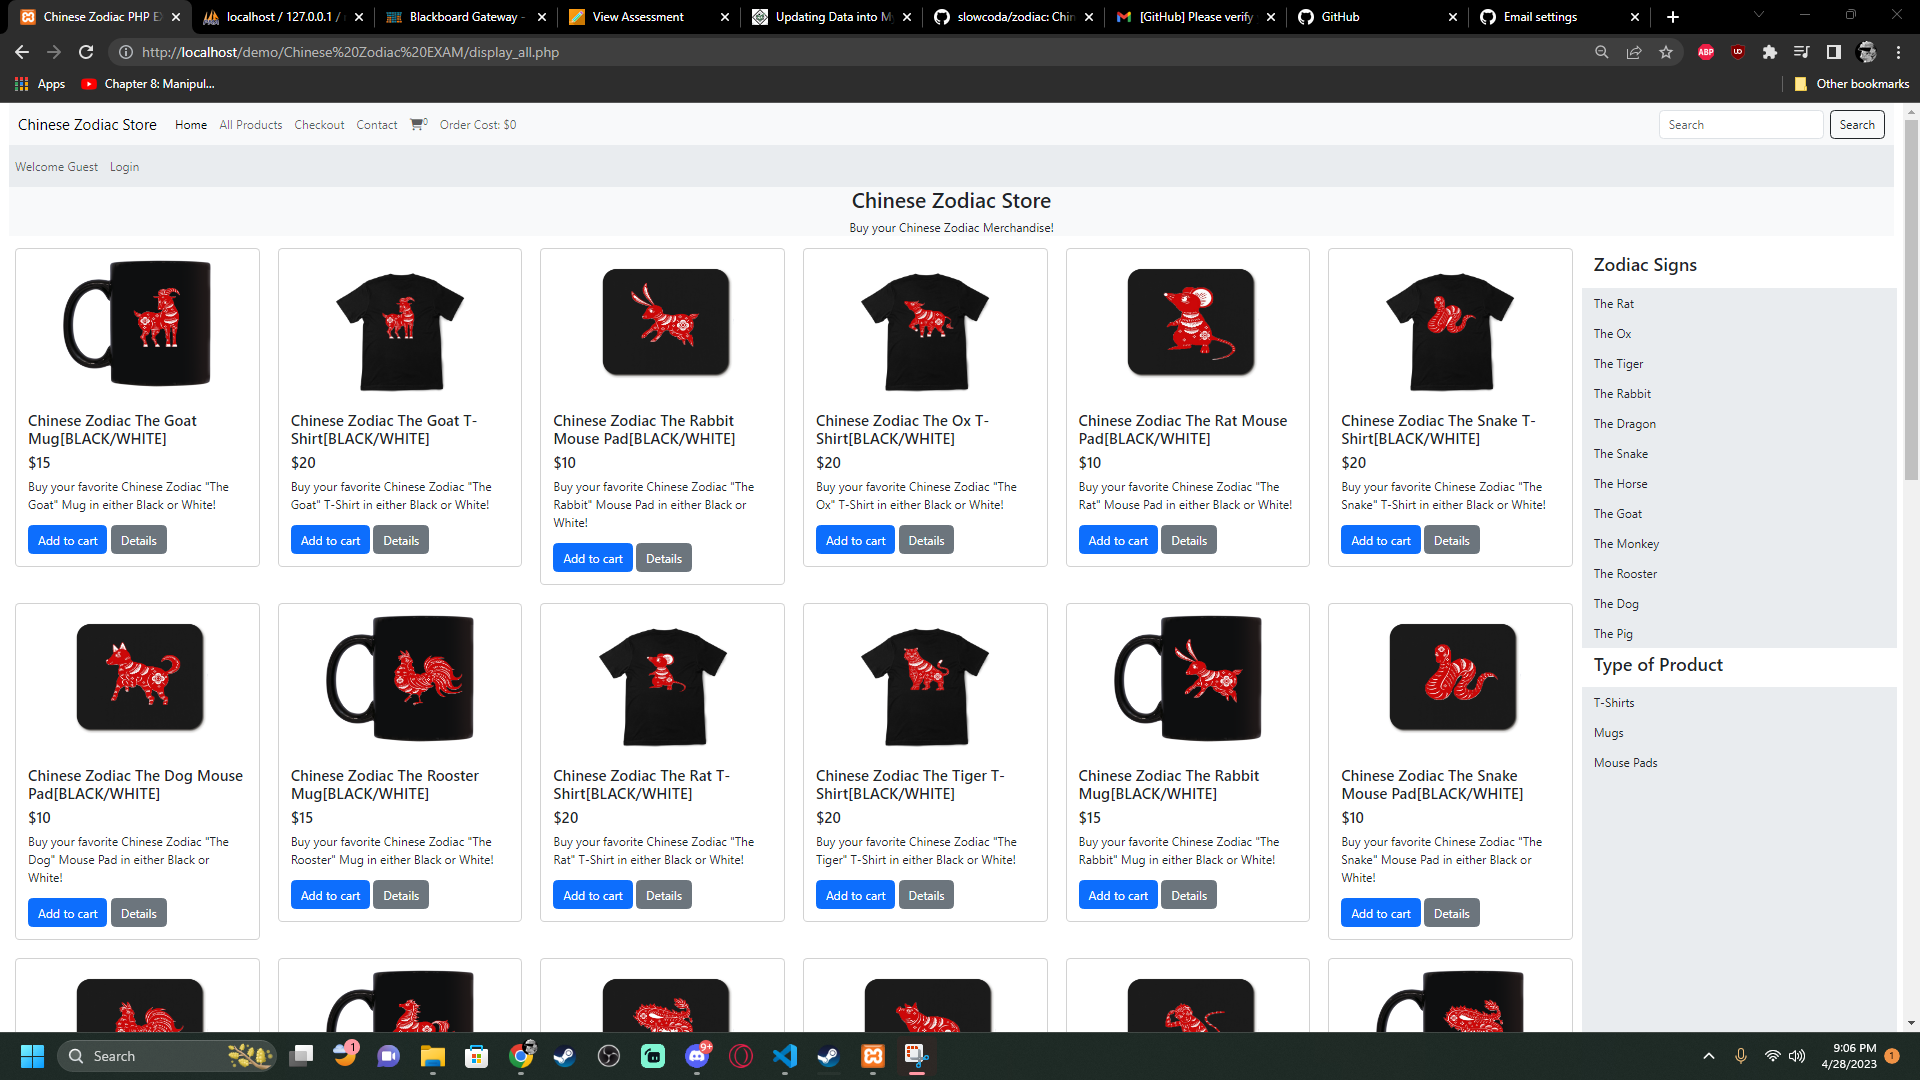 Chinese Zodiac PHP E
localhost / 127.0.0.1 /
Blackboard Gateway -
View Assessment
Updating Data into M
slowcoda/zodiac: Chin
[GitHub] Please verify
GitHub
Email settings
http://localhost/demo/Chinese%20Zodiac%20EXAM/display_all.php
ABP
Apps
Chapter 8: Manipul...
Other bookmarks
Chinese Zodiac Store Home All Products Checkout Contact 0 Order Cost: $0
Search
Search
Welcome Guest Login
Chinese Zodiac Store
Buy your Chinese Zodiac Merchandise!
Chinese Zodiac The Goat
Mug[BLACK/WHITE]
$15
Buy your favorite Chinese Zodiac "The
Goat" Mug in either Black or White!
Add to cart Details
Chinese Zodiac The Goat T-
Shirt[BLACK/WHITE]
$20
Buy your favorite Chinese Zodiac "The
Goat" T-Shirt in either Black or White!
Add to cart Details
Chinese Zodiac The Rabbit
Mouse Pad[BLACK/WHITE]
$10
Buy your favorite Chinese Zodiac "The
Rabbit" Mouse Pad in either Black or
White!
Add to cart Details
Chinese Zodiac The Ox T-
Shirt[BLACK/WHITE]
$20
Buy your favorite Chinese Zodiac "The
Ox" T-Shirt in either Black or White!
Add to cart Details
Chinese Zodiac The Rat Mouse
Pad[BLACK/WHITE]
$10
Buy your favorite Chinese Zodiac "The
Rat" Mouse Pad in either Black or White!
Add to cart Details
Chinese Zodiac The Snake T-
Shirt[BLACK/WHITE]
$20
Buy your favorite Chinese Zodiac "The
Snake" T-Shirt in either Black or White!
Add to cart Details
Chinese Zodiac The Dog Mouse
Pad[BLACK/WHITE]
$10
Buy your favorite Chinese Zodiac "The
Dog" Mouse Pad in either Black or
White!
Add to cart Details
Chinese Zodiac The Rooster
Mug[BLACK/WHITE]
$15
Buy your favorite Chinese Zodiac "The
Rooster" Mug in either Black or White!
Add to cart Details
Chinese Zodiac The Rat T-
Shirt[BLACK/WHITE]
$20
Buy your favorite Chinese Zodiac "The
Rat" T-Shirt in either Black or White!
Add to cart Details
Chinese Zodiac The Tiger T-
Shirt[BLACK/WHITE]
$20
Buy your favorite Chinese Zodiac "The
Tiger" T-Shirt in either Black or White!
Add to cart Details
Chinese Zodiac The Rabbit
Mug[BLACK/WHITE]
$15
Buy your favorite Chinese Zodiac "The
Rabbit" Mug in either Black or White!
Add to cart Details
Chinese Zodiac The Snake
Mouse Pad[BLACK/WHITE]
$10
Buy your favorite Chinese Zodiac "The
Snake" Mouse Pad in either Black or
White!
Add to cart Details
Zodiac Signs
The Rat
The Ox
The Tiger
The Rabbit
The Dragon
The Snake
The Horse
The Goat
The Monkey
The Rooster
The Dog
The Pig
Type of Product
T-Shirts
Mugs
Mouse Pads
Search
1
9+
9:06 PM
4/28/2023
1